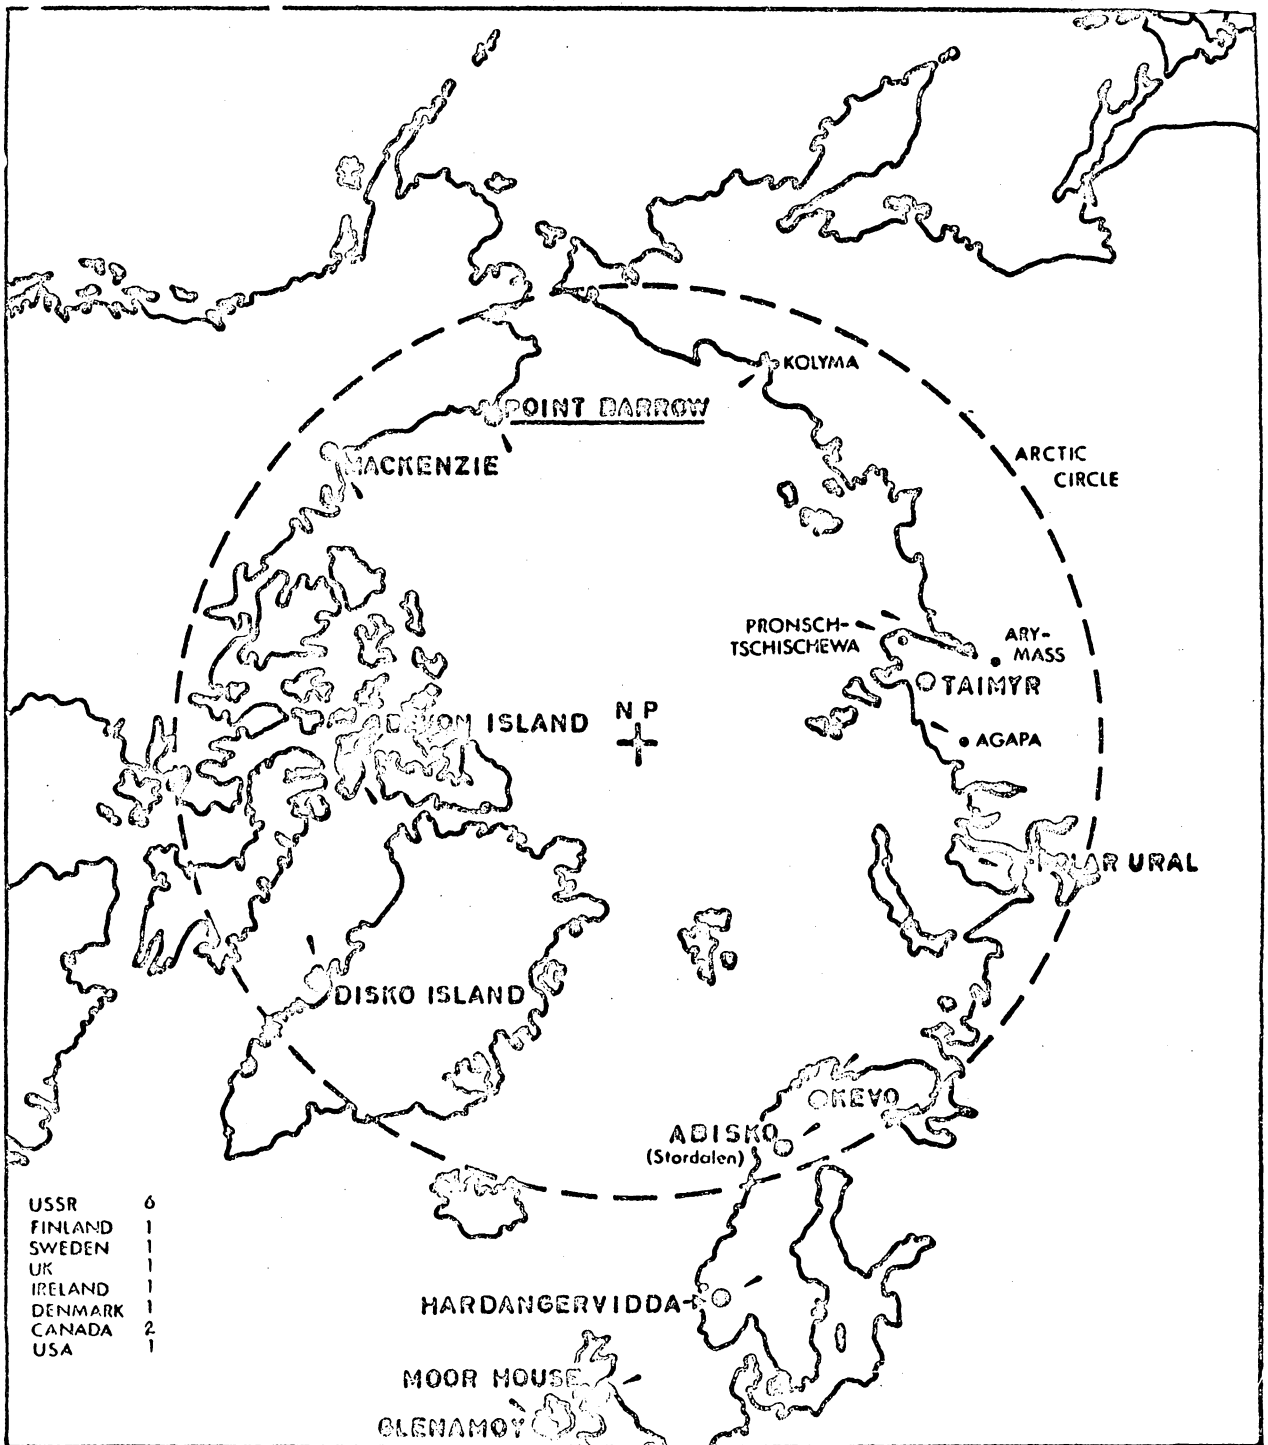 KOLYMA
POINT BARROW
MACKENZIE
ARCTIC
CIRCLE
PRONSCH-
TSCHISCHEWA
ARY-
MASS
TAIMYR
N P
DEVON ISLAND
AGAPA
POLAR URAL
DISKO ISLAND
KEVO
ABISKO
(Stordalen)
USSR 6
FINLAND 1
SWEDEN 1
UK 1
IRELAND 1
DENMARK 1
CANADA 2
USA 1
HARDANGERVIDDA
MOOR HOUSE
GLENAMOY